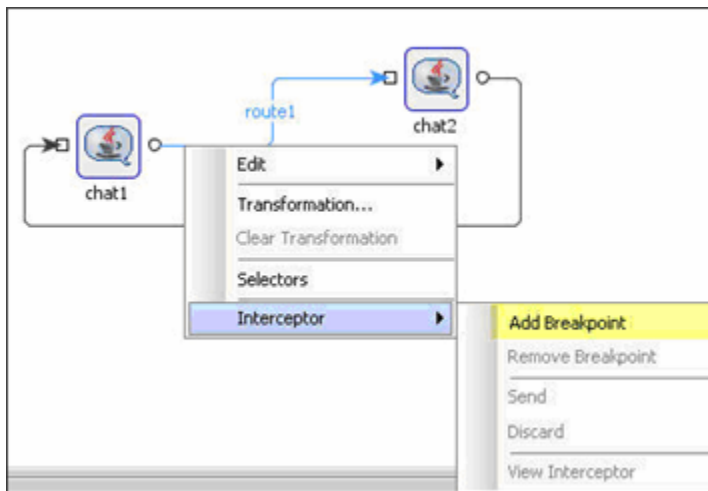 route1
chat2
chat1
Edit
Transformation...
Clear Transformation
Selectors
Interceptor
Add Breakpoint
Remove Breakpoint
Send
Discard
View Interceptor